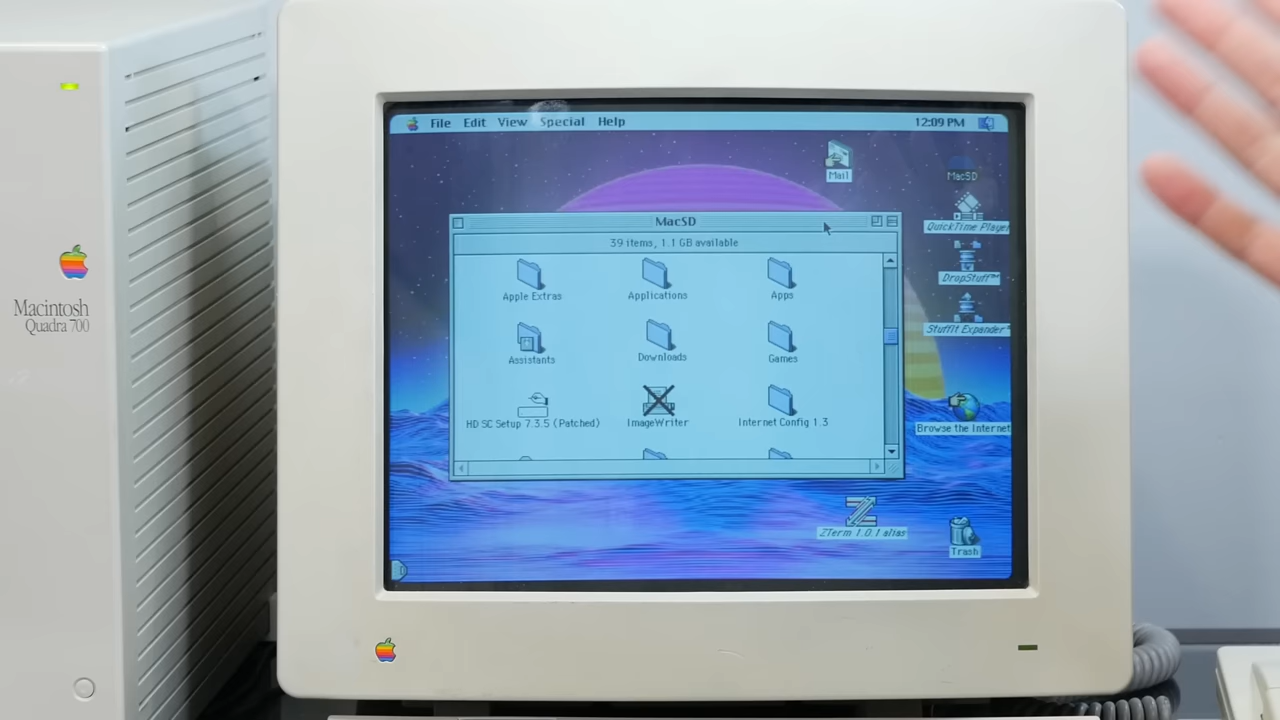 Macintosh
Quadra 700
File Edit View Special Help 12:09 PM
Mail
MacSD
QuickTime Player
DropStuff™
StuffIt Expander™
Browse the Internet
ZTerm 1.0.1 alias
Trash
MacSD
39 items, 1.1 GB available
Apple Extras Applications Apps
Assistants Downloads Games
HD SC Setup 7.3.5 (Patched) ImageWriter Internet Config 1.3